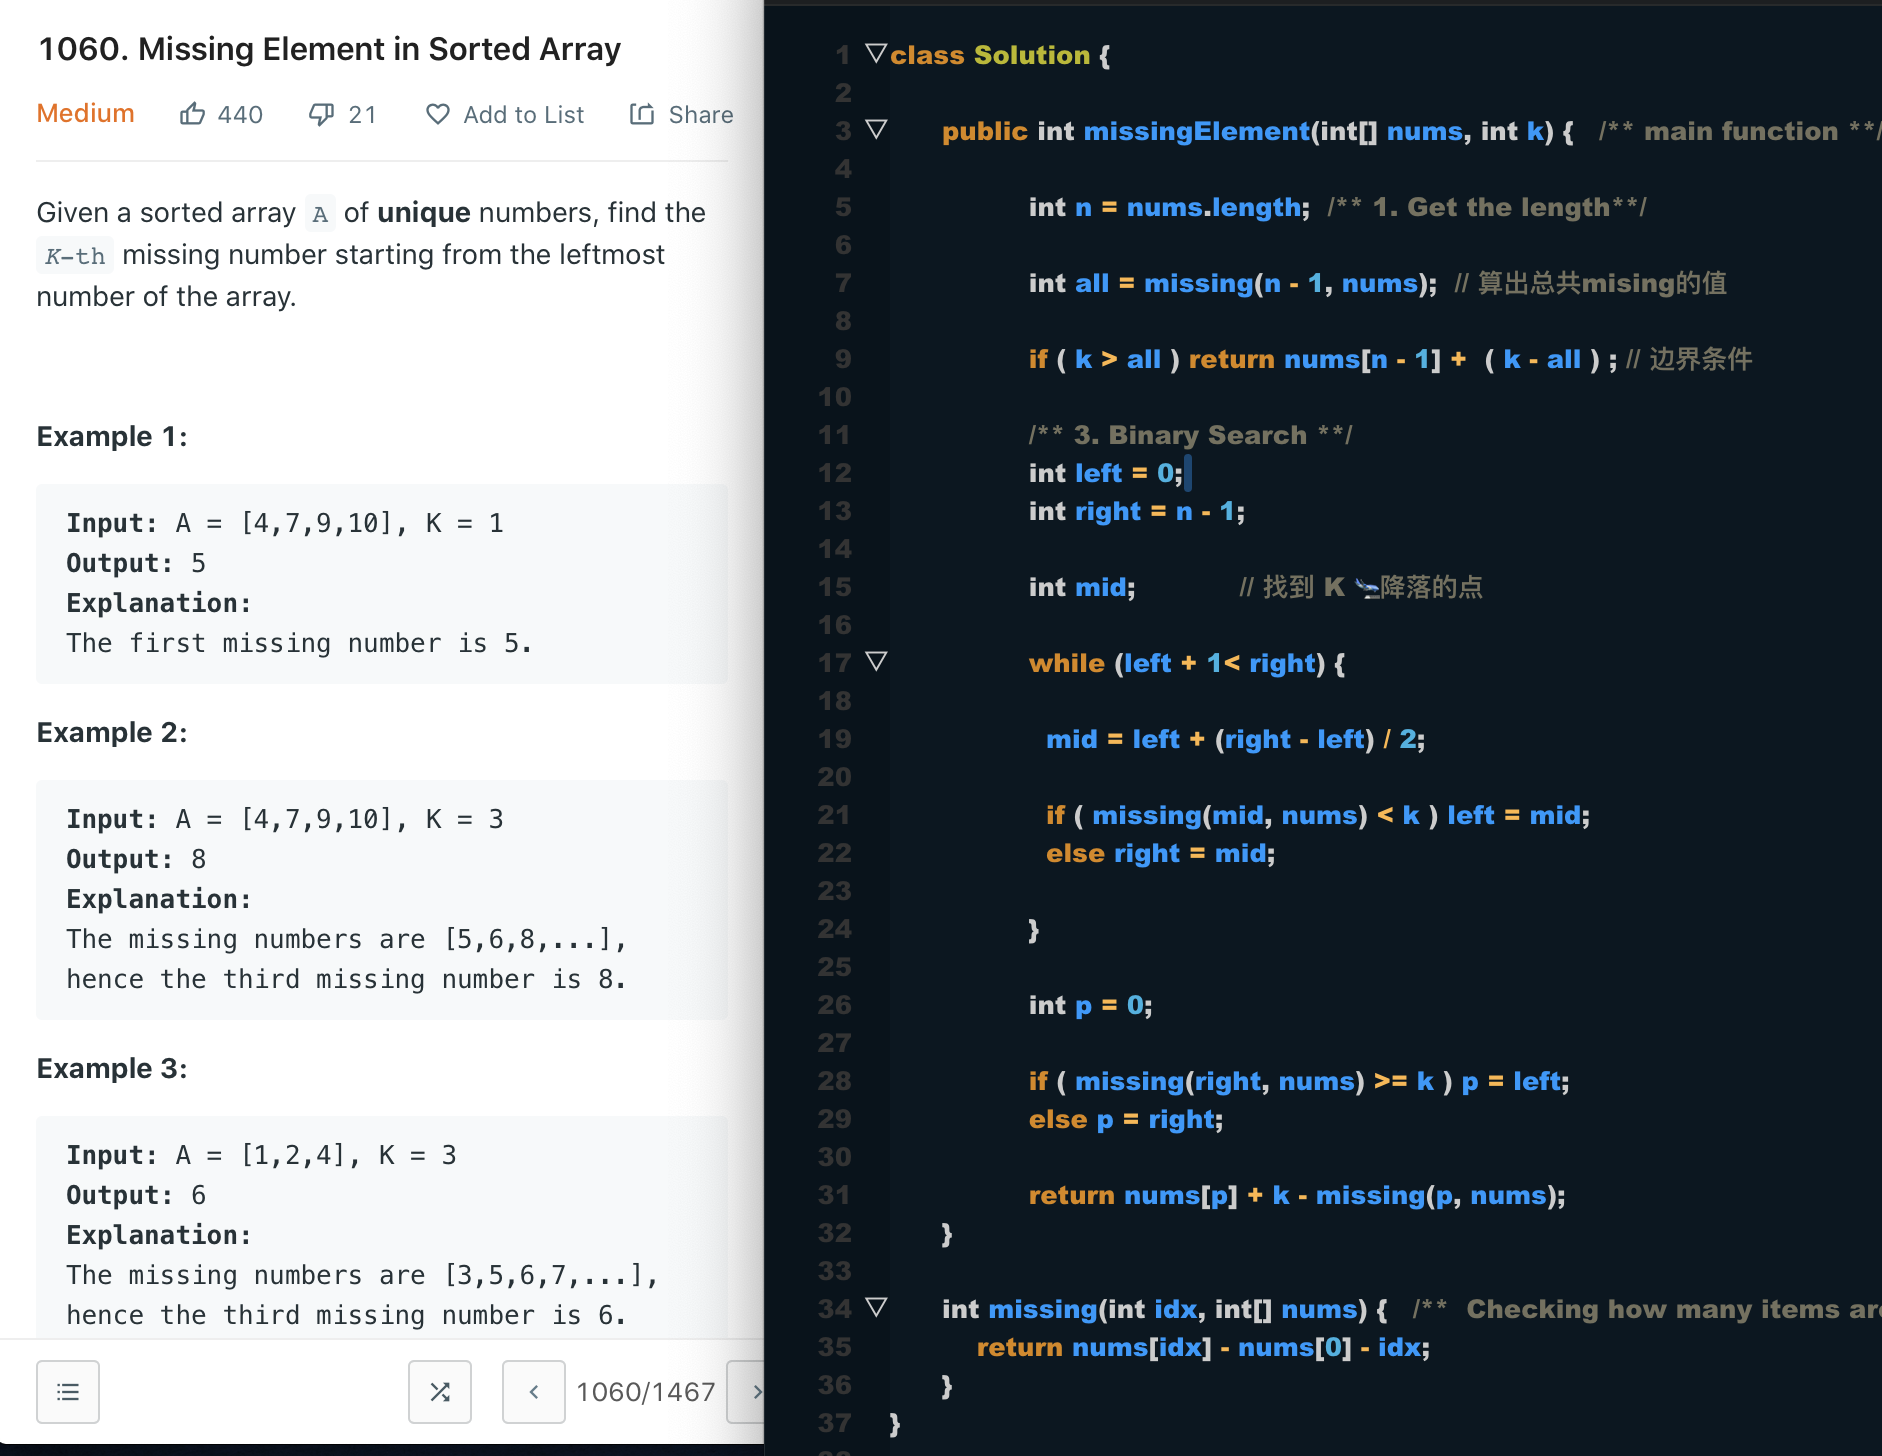 1060. Missing Element in Sorted Array
Medium 440 21 Add to List Share
Given a sorted array A of unique numbers, find the
K-th missing number starting from the leftmost
number of the array.
Example 1:
Input: A = [4,7,9,10], K = 1
Output: 5
Explanation:
The first missing number is 5.
Example 2:
Input: A = [4,7,9,10], K = 3
Output: 8
Explanation:
The missing numbers are [5,6,8,...],
hence the third missing number is 8.
Example 3:
Input: A = [1,2,4], K = 3
Output: 6
Explanation:
The missing numbers are [3,5,6,7,...],
hence the third missing number is 6.
1060/1467
1 class Solution {
2
3 public int missingElement(int[] nums, int k) { /** main function **/
4
5 int n = nums.length; /** 1. Get the length**/
6
7 int all = missing(n - 1, nums); // 算出总共mising的值
8
9 if ( k > all ) return nums[n - 1] + ( k - all ) ; // 边界条件
10
11 /** 3. Binary Search **/
12 int left = 0;
13 int right = n - 1;
14
15 int mid; // 找到 K 降落的点
16
17 while (left + 1< right) {
18
19 mid = left + (right - left) / 2;
20
21 if ( missing(mid, nums) < k ) left = mid;
22 else right = mid;
23
24 }
25
26 int p = 0;
27
28 if ( missing(right, nums) >= k ) p = left;
29 else p = right;
30
31 return nums[p] + k - missing(p, nums);
32 }
33
34 int missing(int idx, int[] nums) { /** Checking how many items
35 return nums[idx] - nums[0] - idx;
36 }
37 }